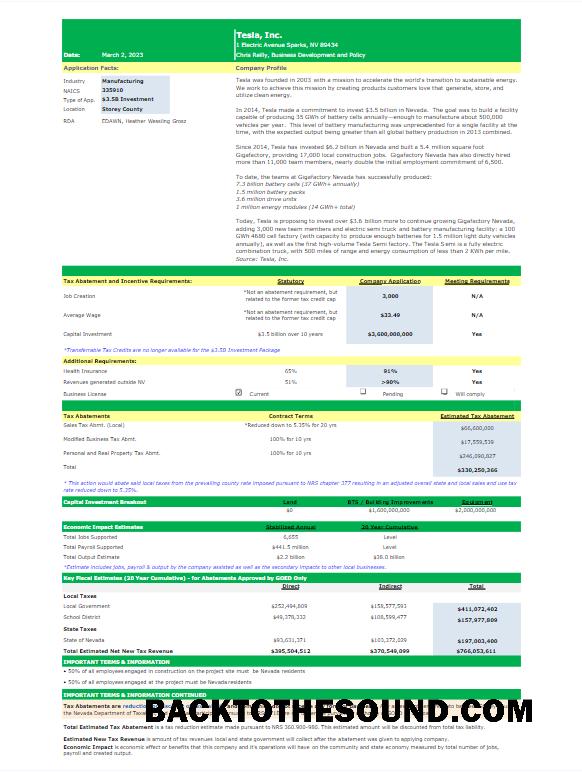 Tesla, Inc.
1 Electric Avenue Sparks, NV 89434
Date: March 2, 2023 Chris Reilly, Business Development and Policy
Application Facts: Company Profile
Industry Manufacturing
NAICS 335910
Type of App. $3.5B Investment
Location Storey County
RDA EDAWN, Heather Wessling Grosz
Tesla was founded in 2003 with a mission to accelerate the world's transition to sustainable energy.
We work to achieve this mission by creating products customers love that generate, store, and
utilize clean energy.
In 2014, Tesla made a commitment to invest $3.5 billion in Nevada. The goal was to build a facility
capable of producing 35 GWh of battery cells annually—enough to manufacture about 500,000
vehicles per year. This level of battery manufacturing was unprecedented for a single facility at the
time, with the expected output being greater than all global battery production in 2013 combined.
Since 2014, Tesla has invested $6.2 billion in Nevada and built a 5.4 million square foot
Gigafactory, providing 17,000 local construction jobs. Gigafactory Nevada has also directly hired
more than 11,000 team members, nearly double the initial employment commitment of 6,500.
To date, the teams at Gigafactory Nevada has successfully produced:
7.3 billion battery cells (37 GWh+ annually)
1.5 million battery packs
3.6 million drive units
1 million energy modules (14 GWh+ total)
Today, Tesla is proposing to invest over $3.6 billion more to continue growing Gigafactory Nevada,
adding 3,000 new team members and electric semi truck and battery manufacturing facility: a 100
GWh 4680 cell factory (with capacity to produce enough batteries for 1.5 million light duty vehicles
annually), as well as the first high-volume Tesla Semi factory. The Tesla Semi is a fully electric
combination truck, with 500 miles of range and energy consumption of less than 2 KWh per mile.
Source: Tesla, Inc.
Tax Abatement and Incentive Requirements: Statutory Company Application Meeting Requirements
Job Creation *Not an abatement requirement, but related to the former tax credit cap 3,000 N/A
Average Wage *Not an abatement requirement, but related to the former tax credit cap $33.49 N/A
Capital Investment $3.5 billion over 10 years $3,600,000,000 Yes
*Transferrable Tax Credits are no longer available for the $3.5B Investment Package
Additional Requirements:
Health Insurance 65% 91% Yes
Revenues generated outside NV 51% >90% Yes
Business License Current Pending Will comply
Tax Abatements Contract Terms Estimated Tax Abatement
Sales Tax Abmt. (Local) *Reduced down to 5.35% for 20 yrs $66,600,000
Modified Business Tax Abmt. 100% for 10 yrs $17,559,539
Personal and Real Property Tax Abmt. 100% for 10 yrs $246,090,827
Total $330,250,366
* This action would abate said local taxes from the prevailing county rate imposed pursuant to NRS chapter 377 resulting in an adjusted overall state and local sales and use tax
rate reduced down to 5.35%.
Capital Investment Breakout Land BTS / Building Improvements Equipment
$0 $1,600,000,000 $2,000,000,000
Economic Impact Estimates Stabilized Annual 20 Year Cumulative
Total Jobs Supported 6,655 Level
Total Payroll Supported $441.5 million Level
Total Output Estimate $2.2 billion $39.0 billion
*Estimate includes jobs, payroll & output by the company assisted as well as the secondary impacts to other local businesses.
Key Fiscal Estimates (20 Year Cumulative) - for Abatements Approved by GOED Only
Direct Indirect Total
Local Taxes
Local Government $252,494,809 $158,577,593 $411,072,402
School District $49,378,332 $108,599,477 $157,977,809
State Taxes
State of Nevada $93,631,371 $103,372,029 $197,003,400
Total Estimated Net New Tax Revenue $395,504,512 $370,549,099 $766,053,611
IMPORTANT TERMS & INFORMATION
• 50% of all employees engaged in construction on the project site must be Nevada residents
• 50% of all employees engaged at the project must be Nevada residents
IMPORTANT TERMS & INFORMATION CONTINUED
Tax Abatements are
the Nevada Department of
BACKTOTHESOUND.COM
Total Estimated Tax Abatement is a tax reduction estimate made pursuant to NRS 360.900-980. This estimated amount will be discounted from total tax liability.
Estimated New Tax Revenue is amount of tax revenues local and state government will collect after the abatement was given to applying company.
Economic Impact is economic effect or benefits that this company and it's operations will have on the community and state economy measured by total number of jobs,
payroll and created output.